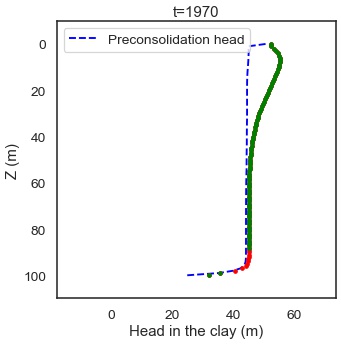 t=1970
Preconsolidation head
Z (m)
0
20
40
60
80
100
0 20 40 60
Head in the clay (m)